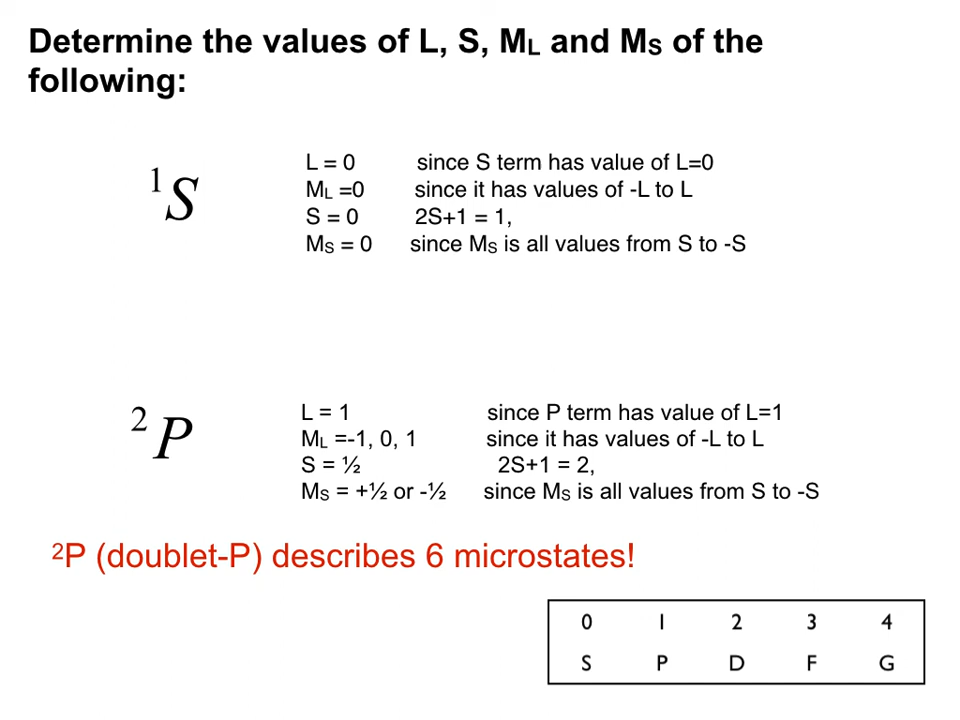 Determine the values of L, S, ML and MS of the
following:
1S
L = 0 since S term has value of L=0
ML =0 since it has values of -L to L
S = 0 2S+1 = 1,
MS = 0 since MS is all values from S to -S
2P
L = 1 since P term has value of L=1
ML =-1, 0, 1 since it has values of -L to L
S = ½ 2S+1 = 2,
MS = +½ or -½ since MS is all values from S to -S
2P (doublet-P) describes 6 microstates!
0 1 2 3 4
S P D F G